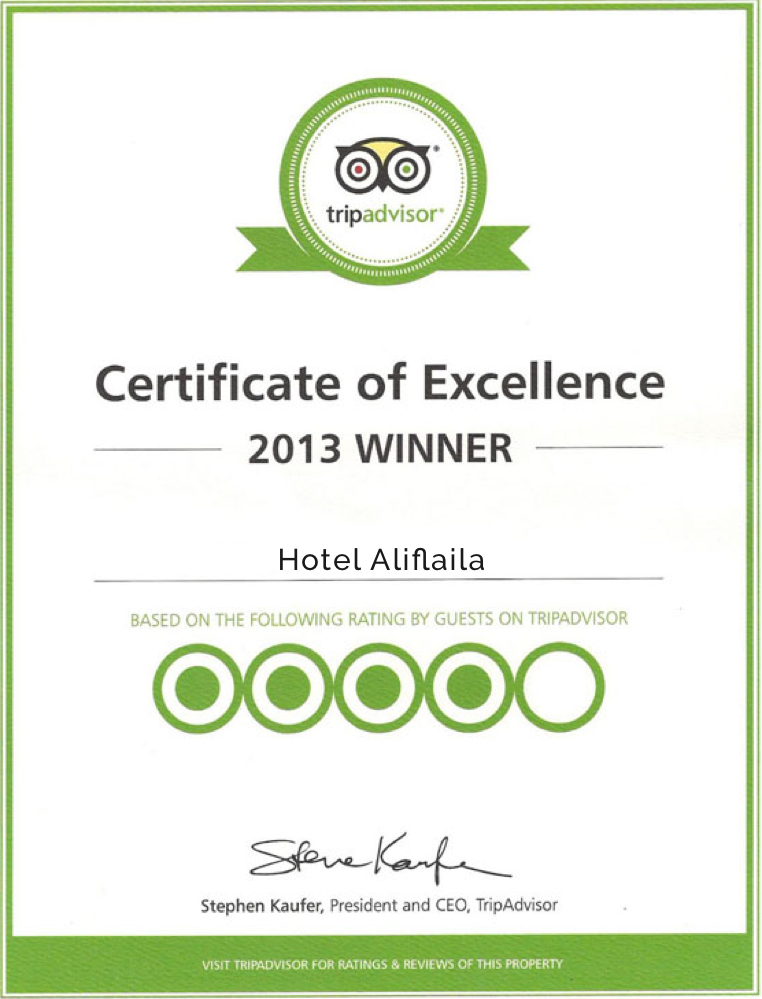 tripadvisor®
Certificate of Excellence
2013 WINNER
Hotel Aliflaila
BASED ON THE FOLLOWING RATING BY GUESTS ON TRIPADVISOR
Steve Kaufer
Stephen Kaufer, President and CEO, TripAdvisor
VISIT TRIPADVISOR FOR RATINGS & REVIEWS OF THIS PROPERTY